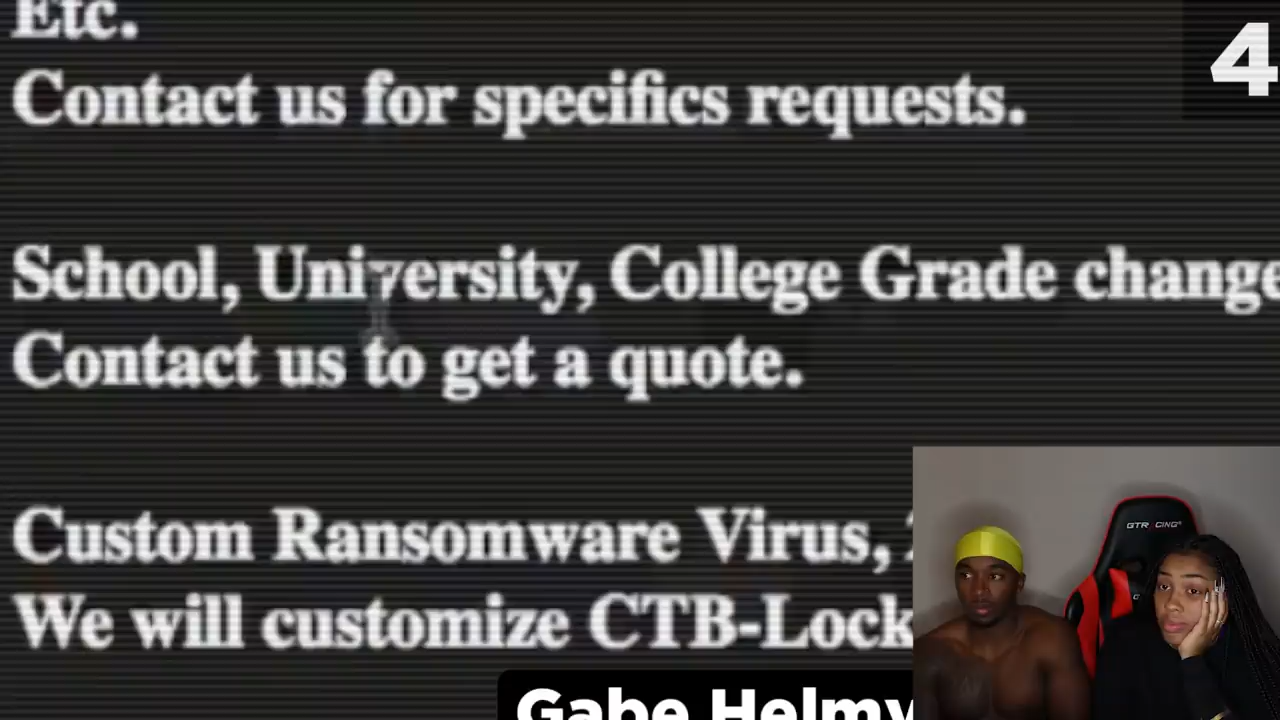 Etc.
4
Contact us for specifics requests.
School, University, College Grade change
Contact us to get a quote.
Custom Ransomware Virus,
We will customize CTB-Lock
GTRACING
Gabe Helmy